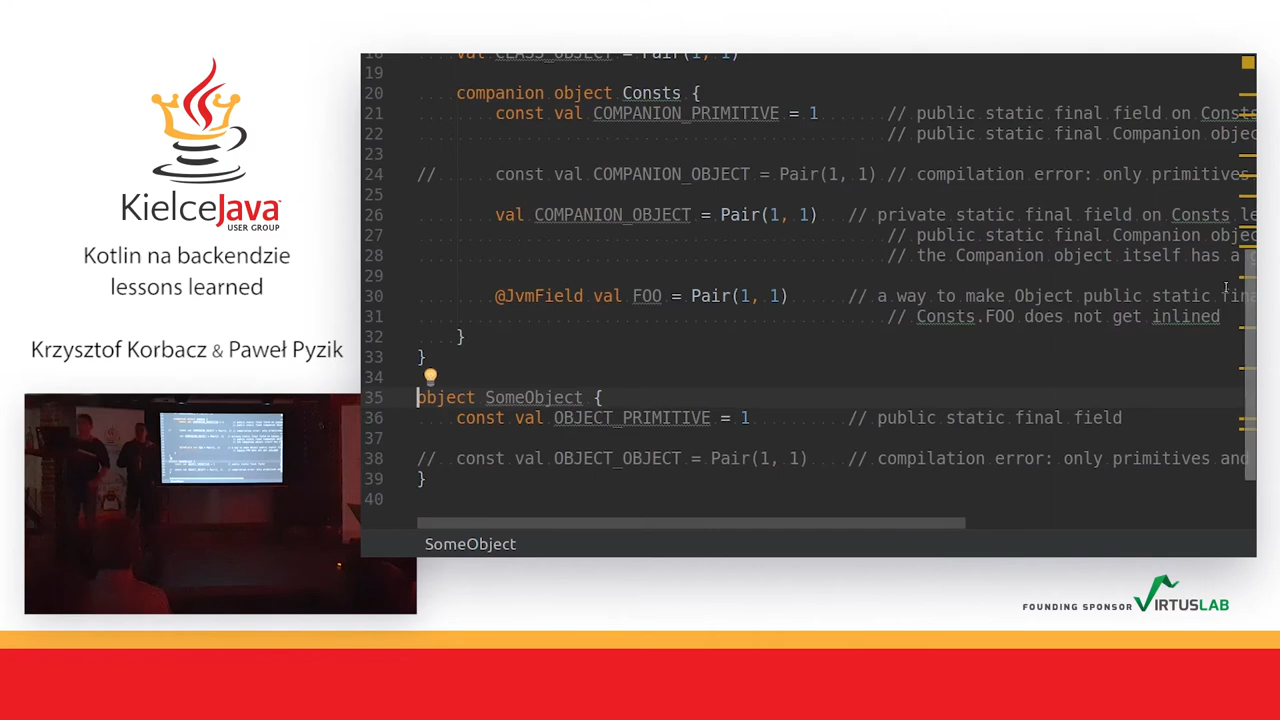 KielceJava
USER GROUP
Kotlin na backendzie
lessons learned
Krzysztof Korbacz & Paweł Pyzik
18 val CLASS_OBJECT = Pair(1, 1)
19
20 companion object Consts {
21 const val COMPANION_PRIMITIVE = 1 // public static final field on Consts
22 // public static final Companion objec
23
24 // const val COMPANION_OBJECT = Pair(1, 1) // compilation error: only primitives
25
26 val COMPANION_OBJECT = Pair(1, 1) // private static final field on Consts le
27 // public static final Companion objec
28 // the Companion object itself has a g
29
30 @JvmField val FOO = Pair(1, 1) // a way to make Object public static fina
31 // Consts.FOO does not get inlined
32 }
33 }
34
35 object SomeObject {
36 const val OBJECT_PRIMITIVE = 1 // public static final field
37
38 // const val OBJECT_OBJECT = Pair(1, 1) // compilation error: only primitives and
39 }
40
SomeObject
FOUNDING SPONSOR VIRTUSLAB